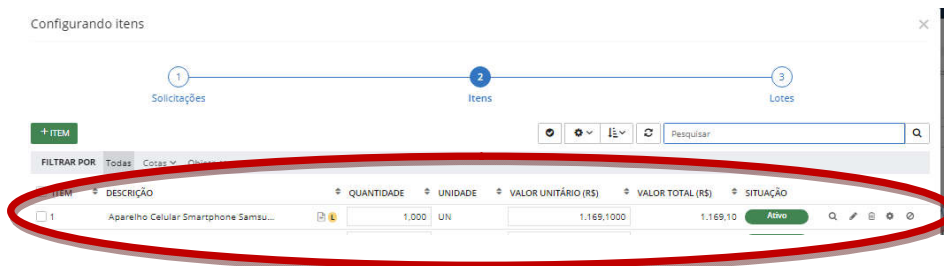 Configurando itens
1 2 3
Solicitações Itens Lotes
+ ITEM Pesquisar
FILTRAR POR Todas Cotas
ITEM DESCRIÇÃO QUANTIDADE UNIDADE VALOR UNITÁRIO (R$) VALOR TOTAL (R$) SITUAÇÃO
1 Aparelho Celular Smartphone Samsu... L 1,000 UN 1.169,1000 1.169,10 Ativo